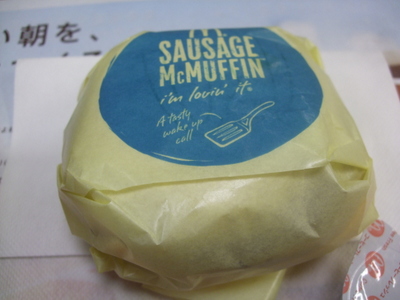 い朝を、
SAUSAGE
McMUFFIN
i'm lovin' it®
A tasty
wake up
call